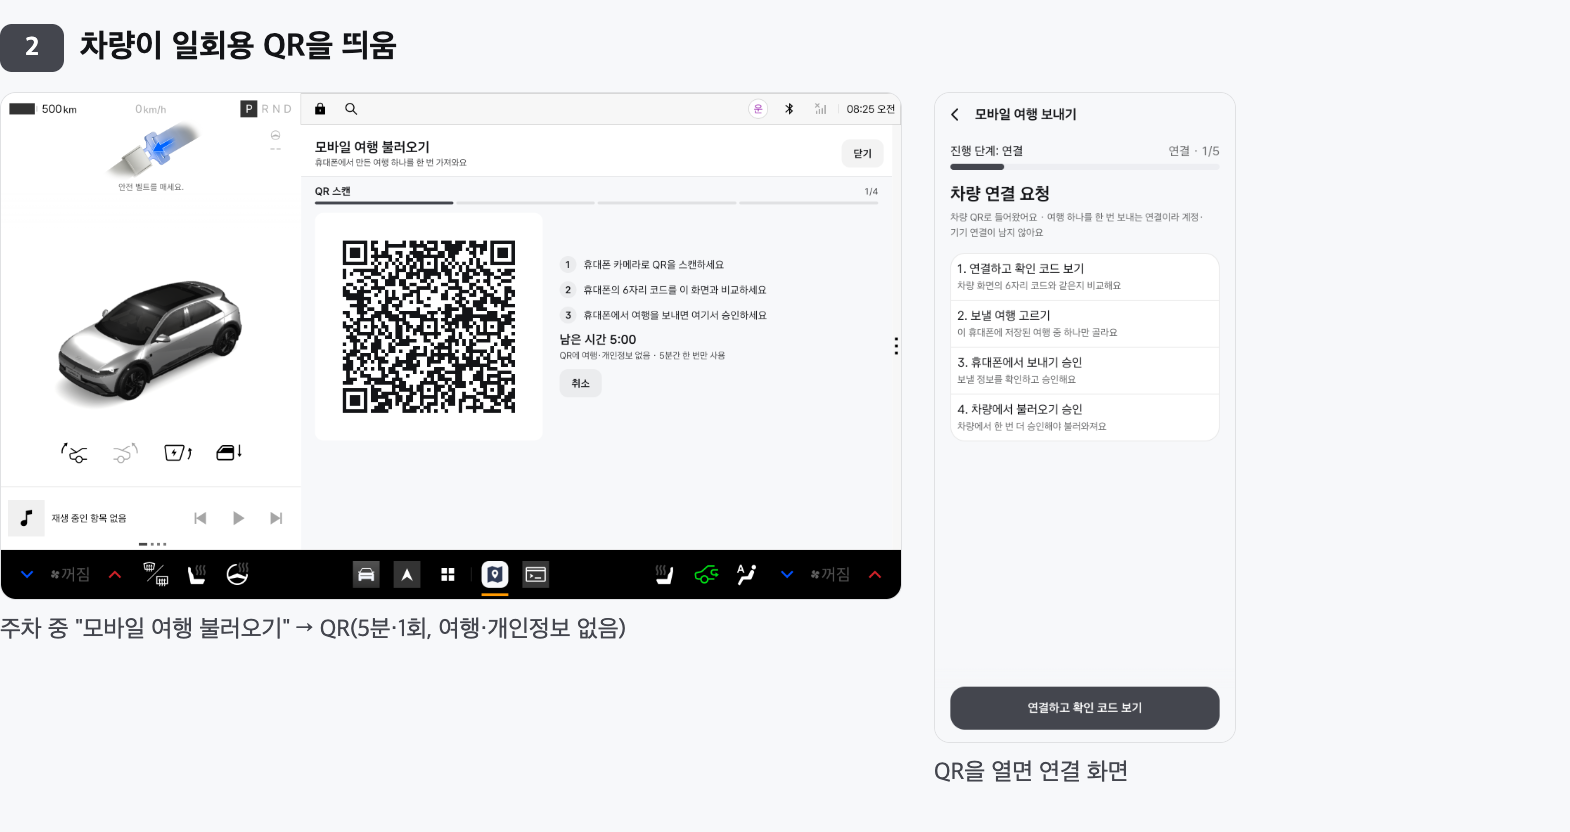 2 차량이 일회용 QR을 띄움
500km
0km/h
P R N D
안전 벨트를 매세요.
--
재생 중인 항목 없음
운
08:25 오전
모바일 여행 불러오기
휴대폰에서 만든 여행 하나를 한 번 가져와요
닫기
QR 스캔
1/4
1 휴대폰 카메라로 QR을 스캔하세요
2 휴대폰의 6자리 코드를 이 화면과 비교하세요
3 휴대폰에서 여행을 보내면 여기서 승인하세요
남은 시간 5:00
QR에 여행·개인정보 없음 · 5분간 한 번만 사용
취소
꺼짐
A
꺼짐
주차 중 "모바일 여행 불러오기" → QR(5분·1회, 여행·개인정보 없음)
모바일 여행 보내기
진행 단계: 연결
연결 · 1/5
차량 연결 요청
차량 QR로 들어왔어요 · 여행 하나를 한 번 보내는 연결이라 계정·
기기 연결이 남지 않아요
1. 연결하고 확인 코드 보기
차량 화면의 6자리 코드와 같은지 비교해요
2. 보낼 여행 고르기
이 휴대폰에 저장된 여행 중 하나만 골라요
3. 휴대폰에서 보내기 승인
보낼 정보를 확인하고 승인해요
4. 차량에서 불러오기 승인
차량에서 한 번 더 승인해야 불러와져요
연결하고 확인 코드 보기
QR을 열면 연결 화면